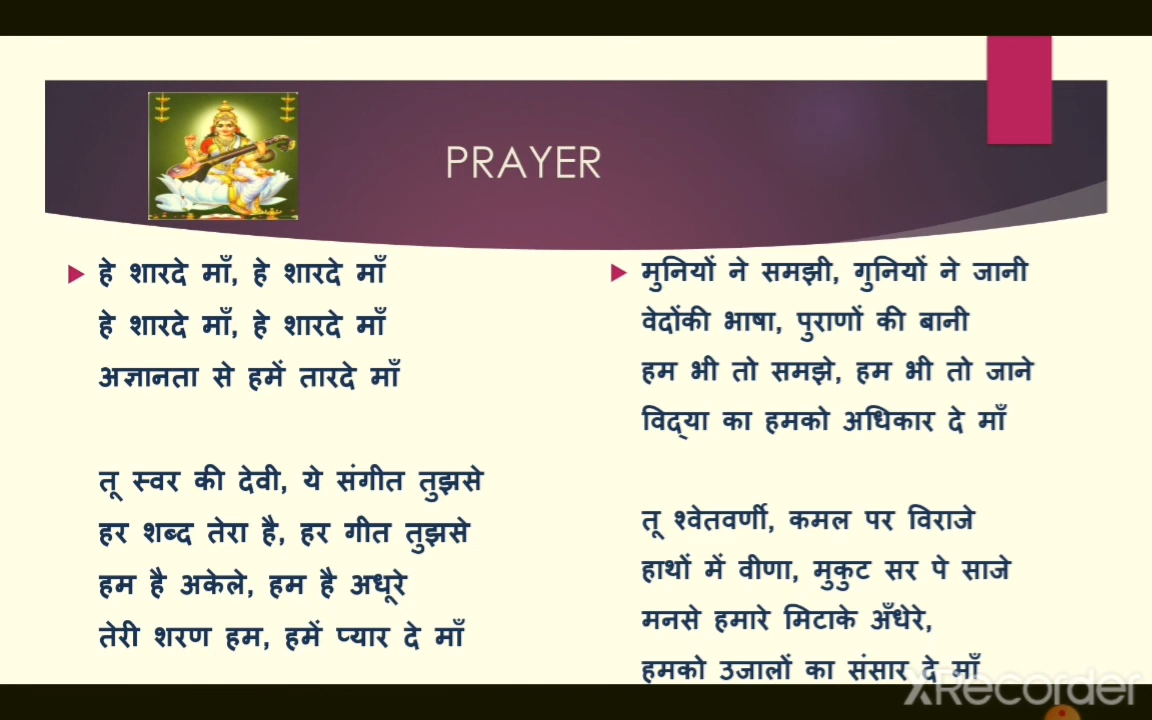 PRAYER
हे शारदे माँ, हे शारदे माँ
हे शारदे माँ, हे शारदे माँ
अज्ञानता से हमें तारदे माँ
तू स्वर की देवी, ये संगीत तुझसे
हर शब्द तेरा है, हर गीत तुझसे
हम है अकेले, हम है अधूरे
तेरी शरण हम, हमें प्यार दे माँ
मुनियों ने समझी, गुनियों ने जानी
वेदोंकी भाषा, पुराणों की बानी
हम भी तो समझे, हम भी तो जाने
विद्‌या का हमको अधिकार दे माँ
तू श्वेतवर्णी, कमल पर विराजे
हाथों में वीणा, मुकुट सर पे साजे
मनसे हमारे मिटाके अँधेरे,
हमको उजालों का संसार दे माँ
XRecorder